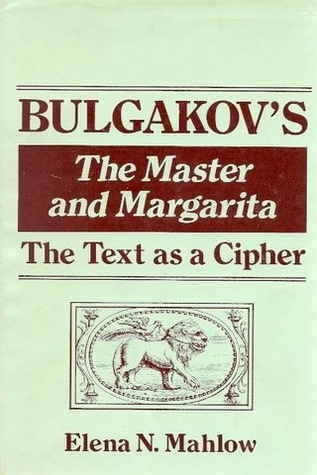 BULGAKOV'S
The Master
and Margarita
The Text as a Cipher
Elena N. Mahlow